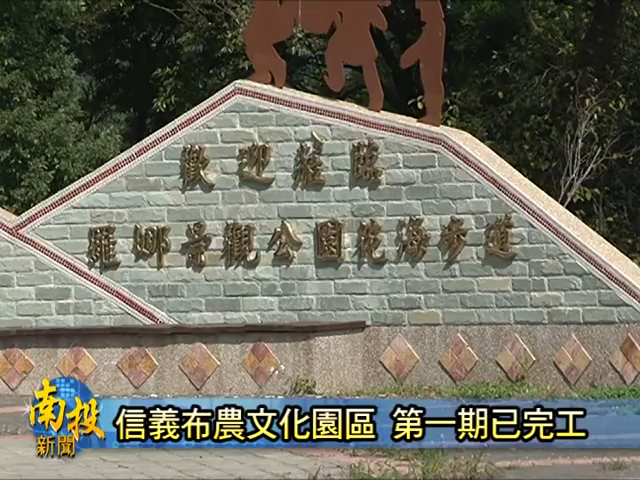 歡迎蒞臨
羅娜景觀公園花海步道
南投
新聞
信義布農文化園區 第一期已完工